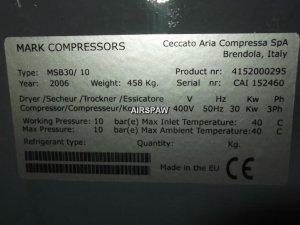 MARK COMPRESSORS
Ceccato Aria Compressa SpA
Brendola, Italy
Type: MSB30/ 10
Product nr: 4152000295
Year: 2006 Weight: 458 Kg.
Serial nr: CAI 152460
AIRSPAW
Dryer /Secheur /Trockner /Essicatore V Hz Kw Ph
Compressor/Compresseur/Kompressor/ 400V 50Hz 30 Kw 3Ph
Working Pressure: 10 bar(e) Max Inlet Temperature: 40 C
Max Pressure: 10 bar(e) Max Ambient Temperature: 40 C
Refrigerant type: Quantity: Kg.
Made in the EU CE